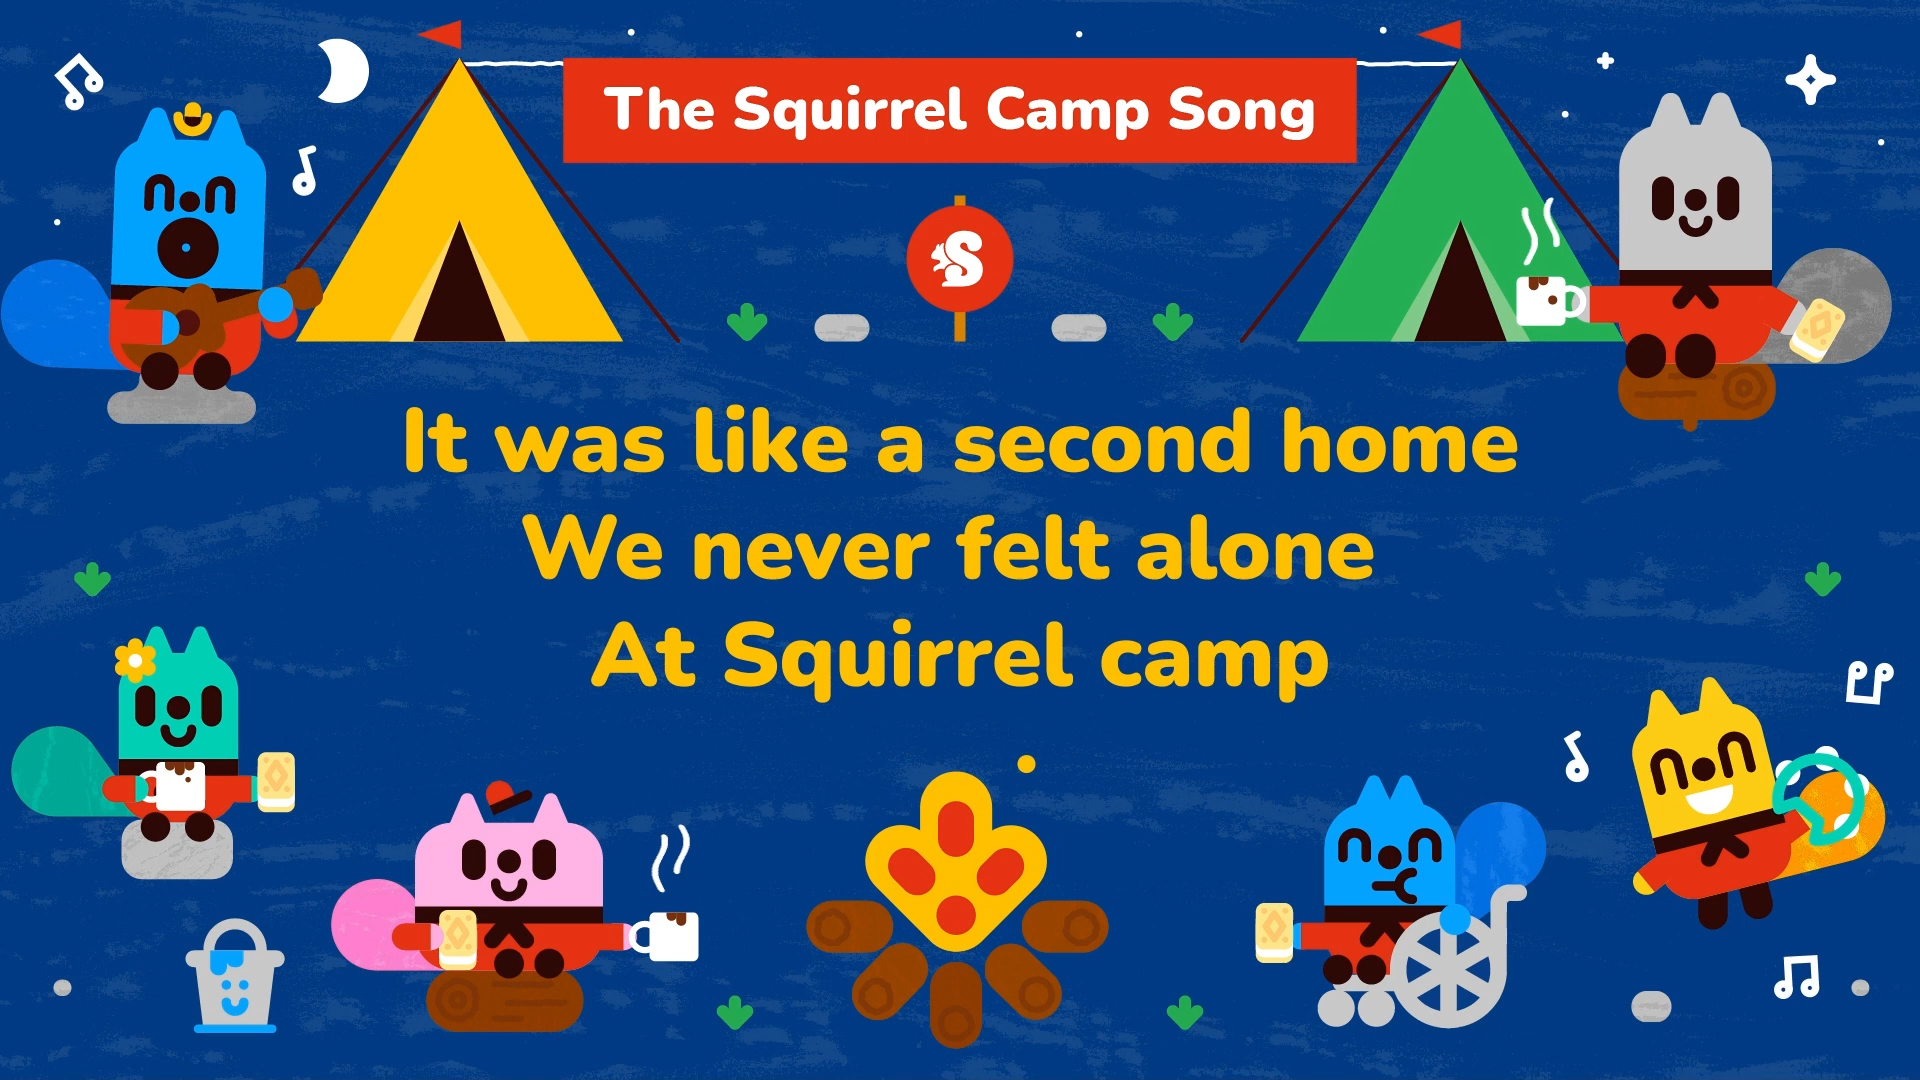 The Squirrel Camp Song
S
It was like a second home
We never felt alone
At Squirrel camp